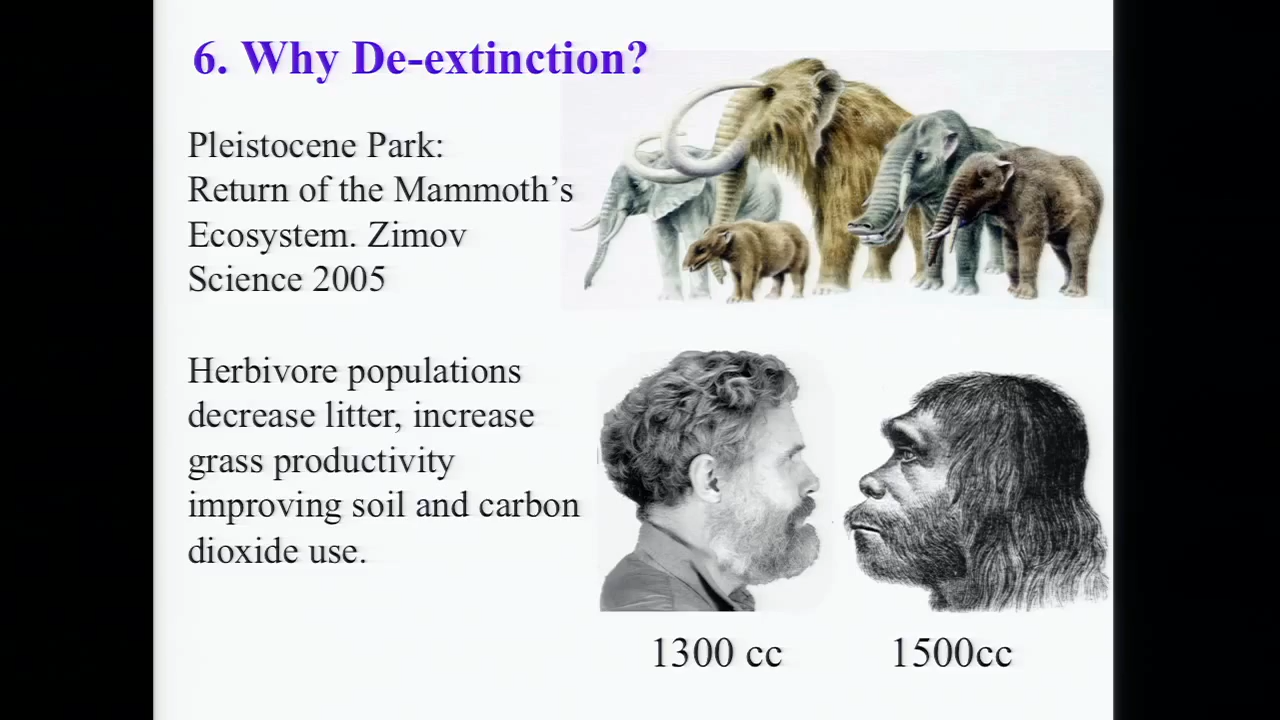 6. Why De-extinction?
Pleistocene Park:
Return of the Mammoth’s
Ecosystem. Zimov
Science 2005
Herbivore populations
decrease litter, increase
grass productivity
improving soil and carbon
dioxide use.
1300 cc
1500cc